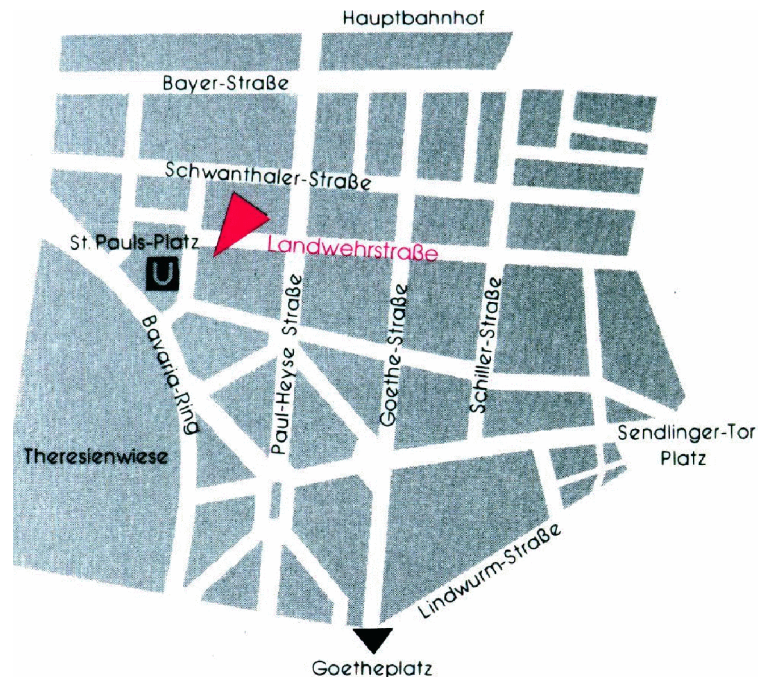 Hauptbahnhof
Bayer-Straße
Schwanthaler-Straße
St. Pauls-Platz
Landwehrstraße
U
Bavaria-Ring
Paul-Heyse Straße
Goethe-Straße
Schiller-Straße
Theresienwiese
Sendlinger-Tor
Platz
Lindwurm-Straße
Goetheplatz